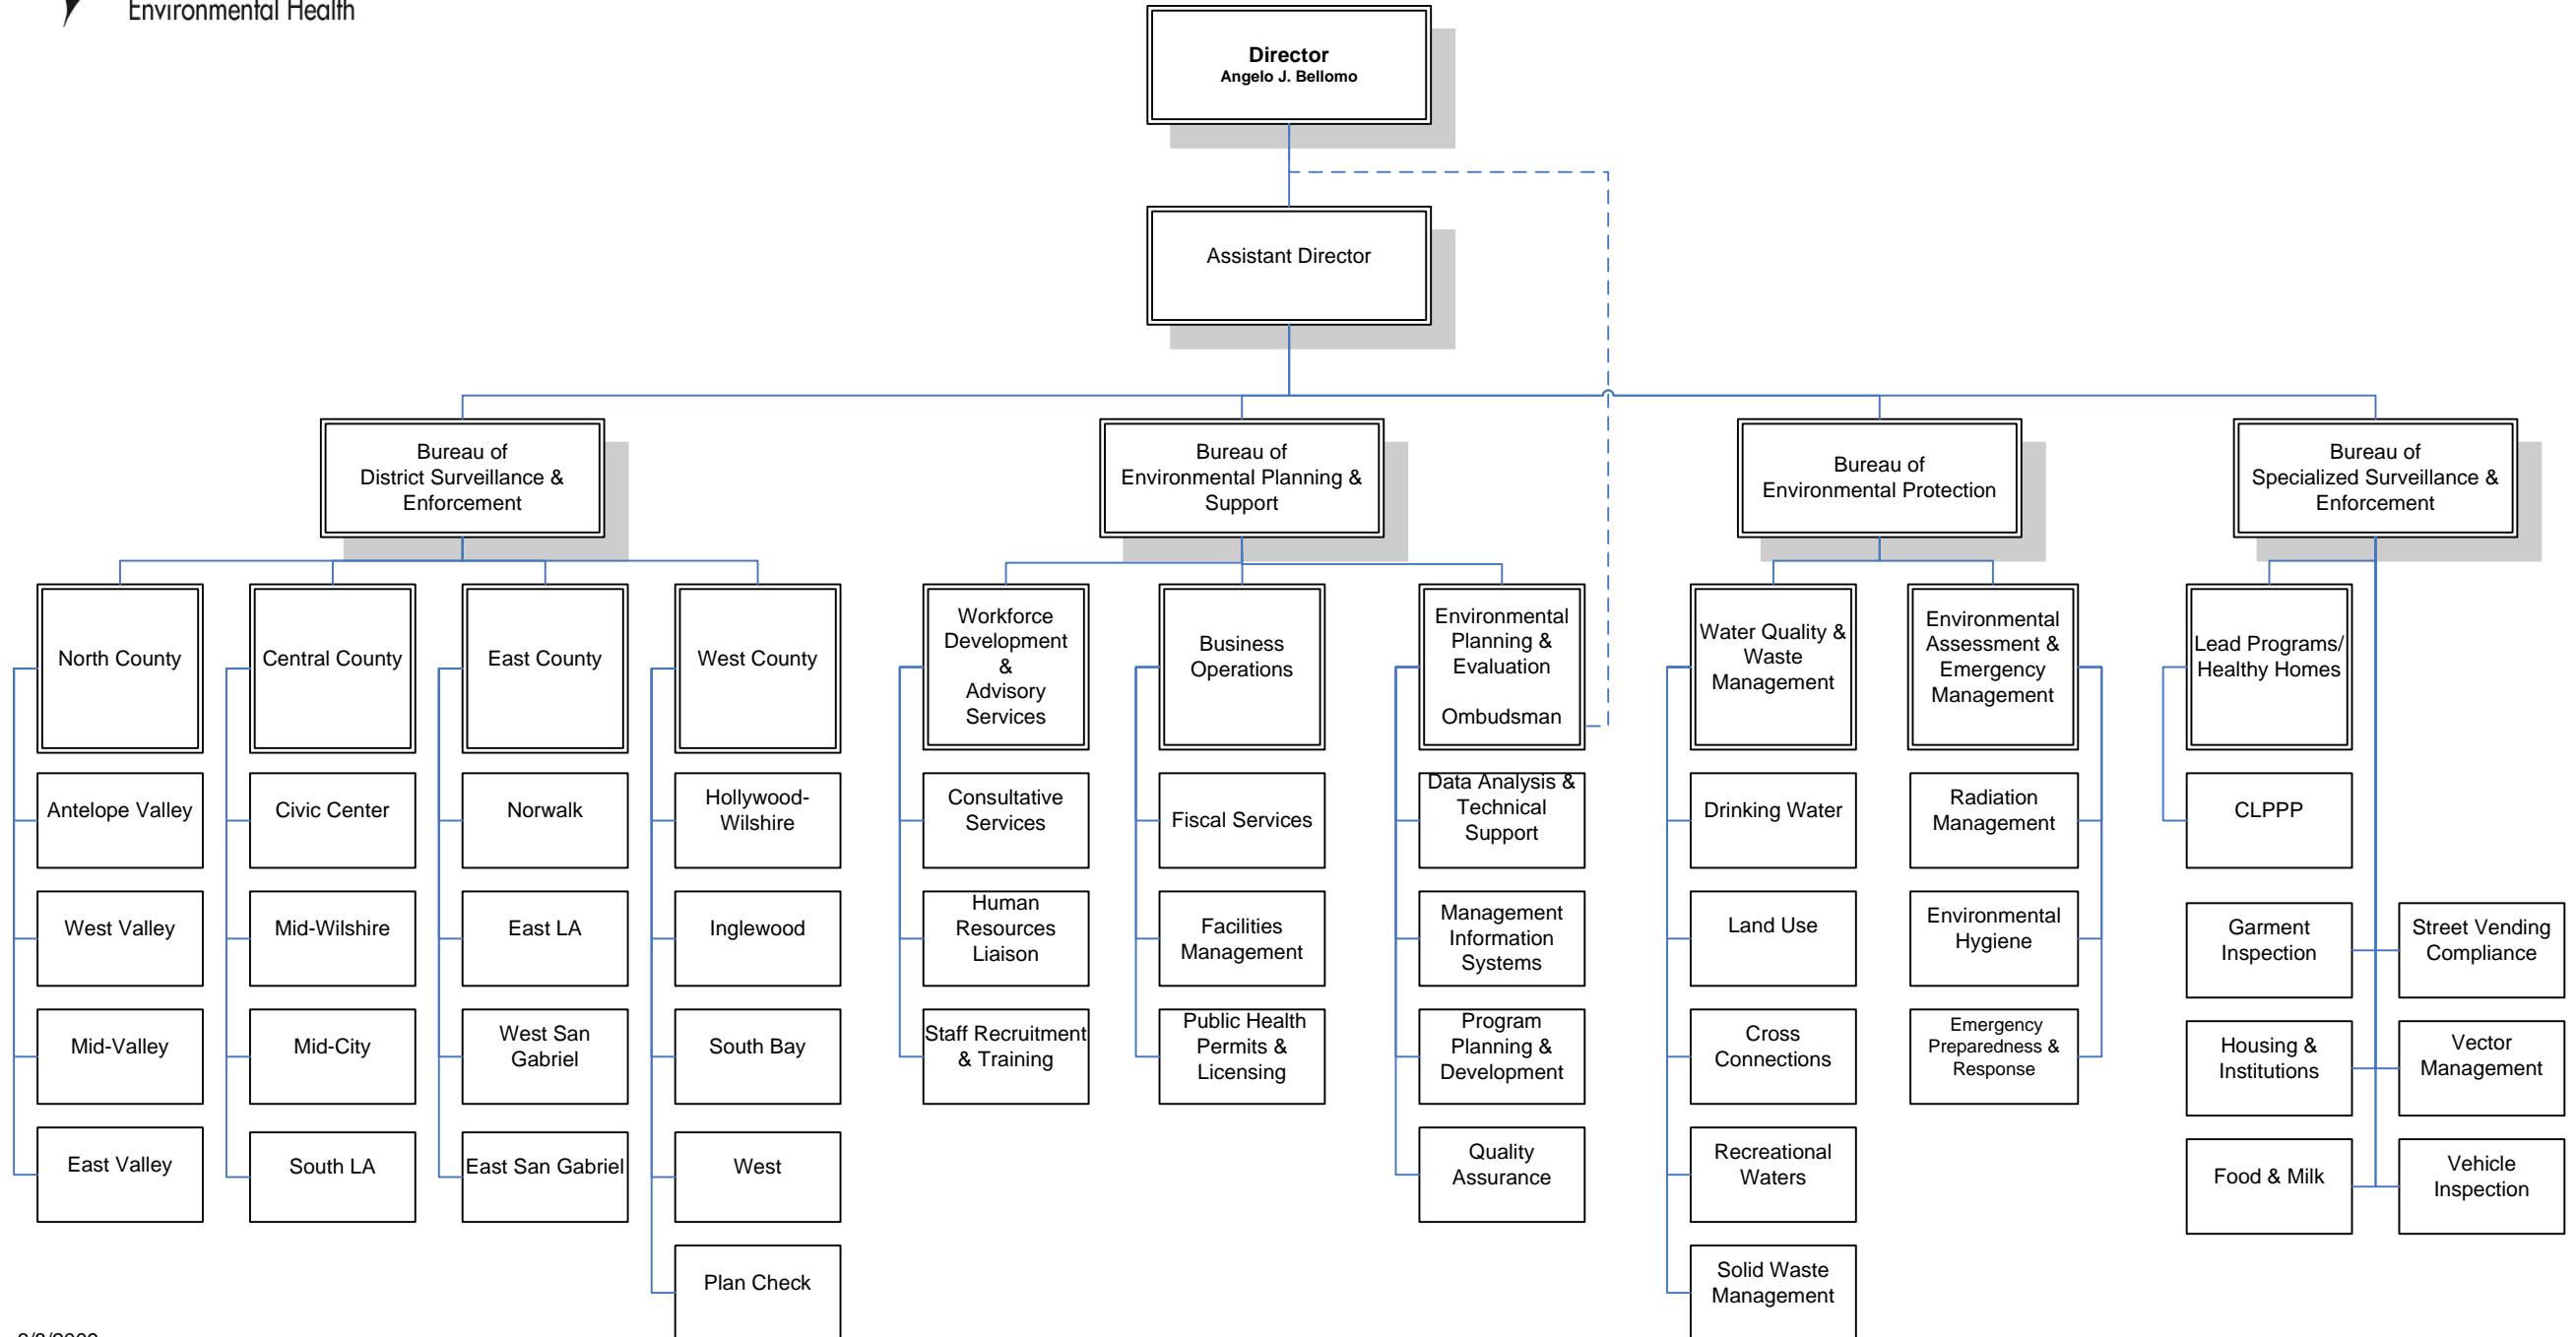 Environmental Health
Director
Angelo J. Bellomo
Assistant Director
Bureau of
District Surveillance &
Enforcement
Bureau of
Environmental Planning &
Support
Bureau of
Environmental Protection
Bureau of
Specialized Surveillance &
Enforcement
North County
Antelope Valley
West Valley
Mid-Valley
East Valley
Central County
Civic Center
Mid-Wilshire
Mid-City
South LA
East County
Norwalk
East LA
West San
Gabriel
East San Gabriel
West County
Hollywood-
Wilshire
Inglewood
South Bay
West
Plan Check
Workforce
Development
&
Advisory
Services
Consultative
Services
Human
Resources
Liaison
Staff Recruitment
& Training
Business
Operations
Fiscal Services
Facilities
Management
Public Health
Permits &
Licensing
Environmental
Planning &
Evaluation
Ombudsman
Data Analysis &
Technical
Support
Management
Information
Systems
Program
Planning &
Development
Quality
Assurance
Water Quality &
Waste
Management
Drinking Water
Land Use
Cross
Connections
Recreational
Waters
Solid Waste
Management
Environmental
Assessment &
Emergency
Management
Radiation
Management
Environmental
Hygiene
Emergency
Preparedness &
Response
Lead Programs/
Healthy Homes
CLPPP
Garment
Inspection
Housing &
Institutions
Food & Milk
Street Vending
Compliance
Vector
Management
Vehicle
Inspection